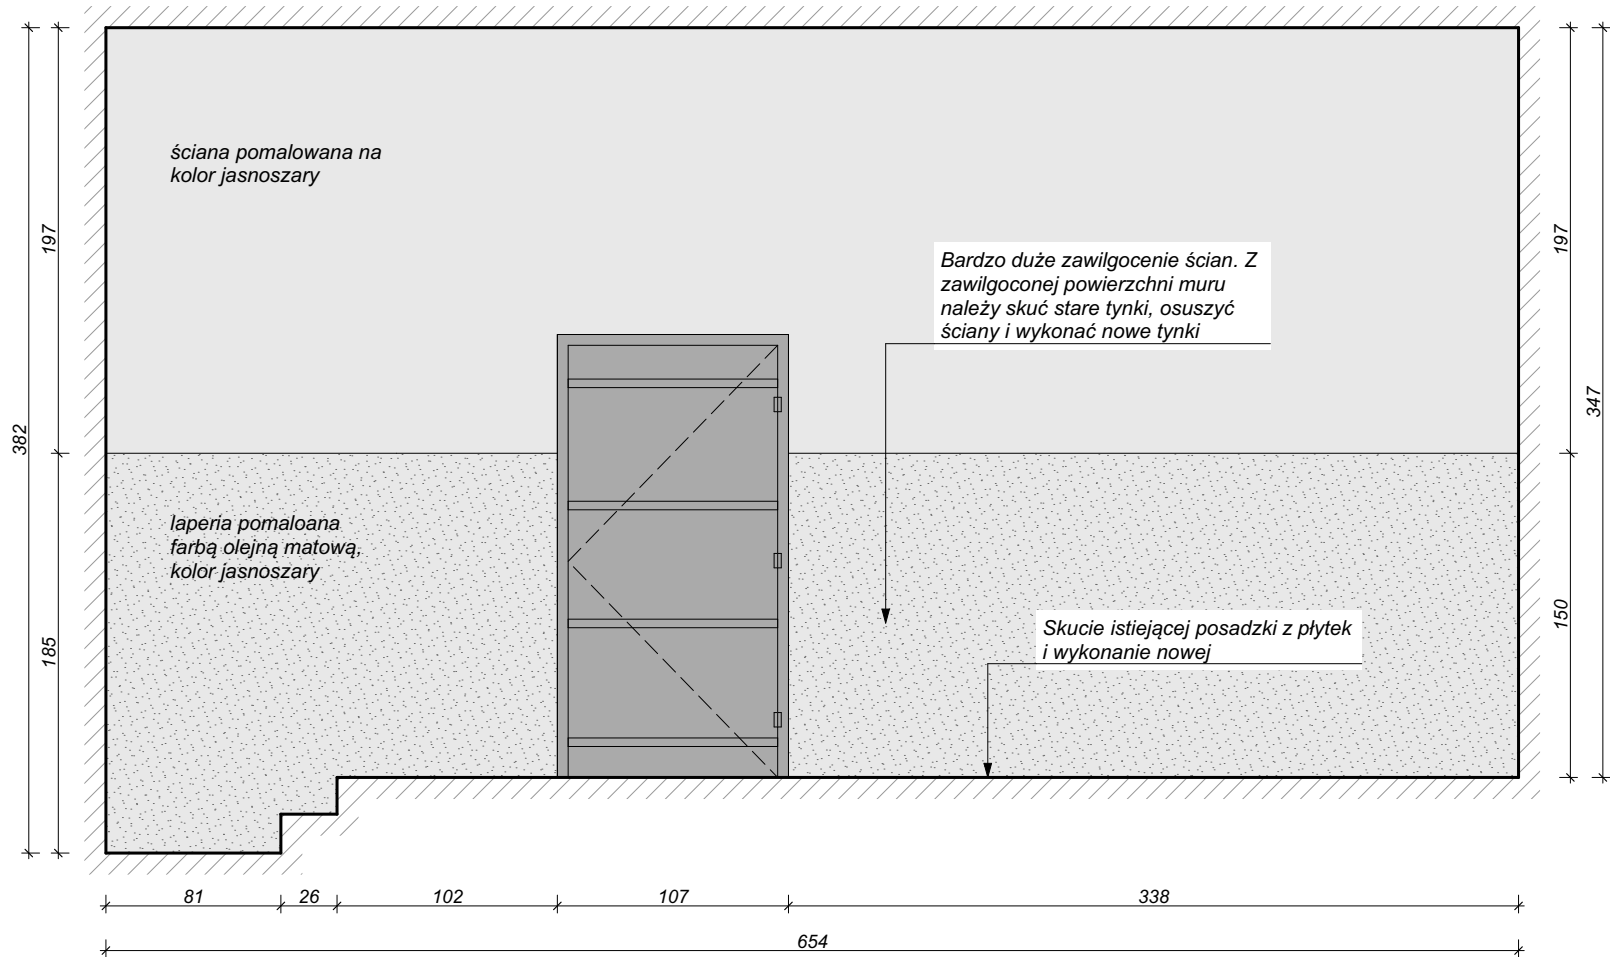 ściana pomalowana na
kolor jasnoszary
Bardzo duże zawilgocenie ścian. Z
zawilgoconej powierzchni muru
należy skuć stare tynki, osuszyć
ściany i wykonać nowe tynki
laperia pomaloana
farbą olejną matową,
kolor jasnoszary
Skucie istiejącej posadzki z płytek
i wykonanie nowej
382
197
185
197
150
347
81
26
102
107
338
654